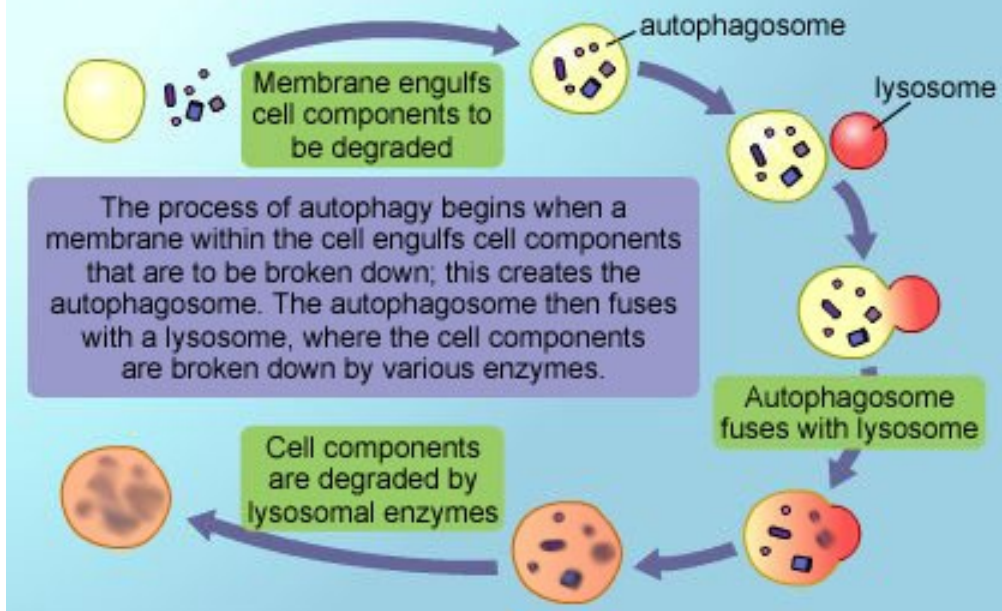 autophagosome
Membrane engulfs
cell components to
be degraded
lysosome
The process of autophagy begins when a
membrane within the cell engulfs cell components
that are to be broken down; this creates the
autophagosome. The autophagosome then fuses
with a lysosome, where the cell components
are broken down by various enzymes.
Autophagosome
fuses with lysosome
Cell components
are degraded by
lysosomal enzymes